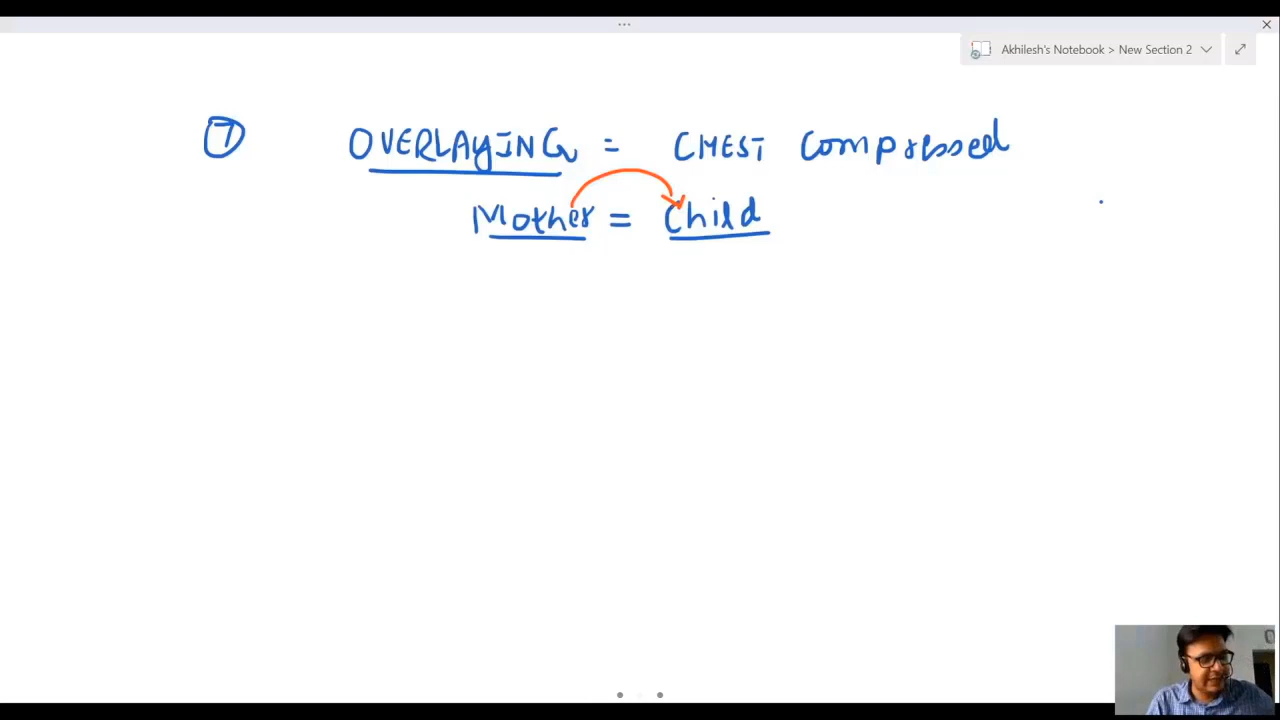 Akhilesh's Notebook > New Section 2
7 OVERLAYING = CHEST compressed
Mother = Child